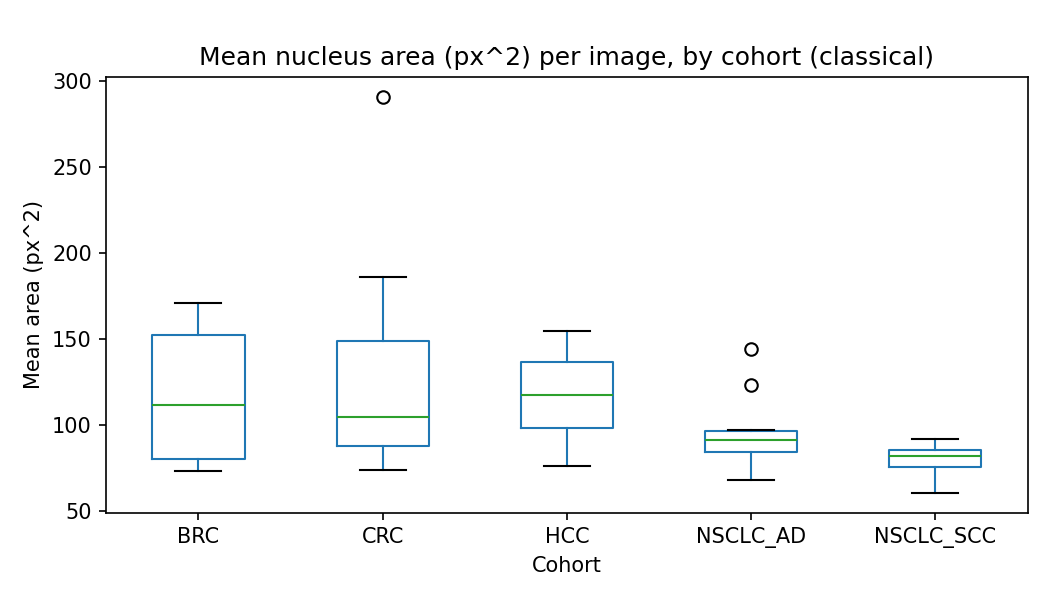 Mean nucleus area (px^2) per image, by cohort (classical)
300
250
200
150
100
50
Mean area (px^2)
BRC CRC HCC NSCLC_AD NSCLC_SCC
Cohort